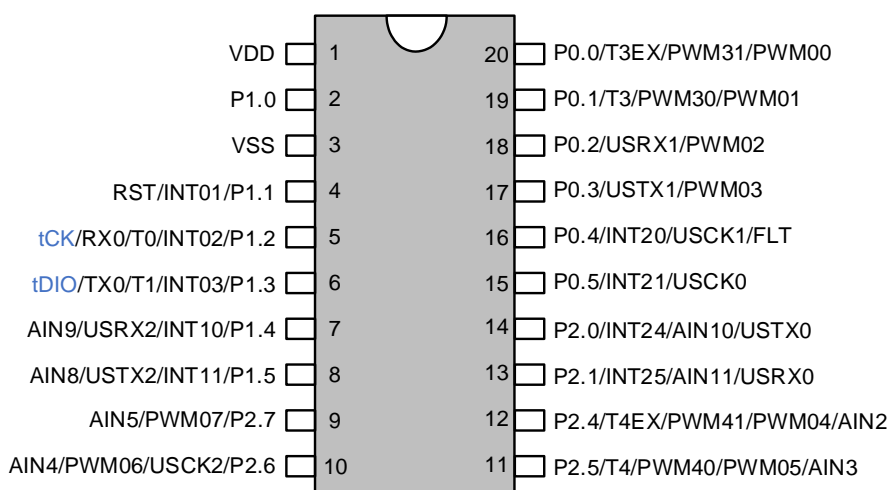 VDD 1 20 P0.0/T3EX/PWM31/PWM00
P1.0 2 19 P0.1/T3/PWM30/PWM01
VSS 3 18 P0.2/USRX1/PWM02
RST/INT01/P1.1 4 17 P0.3/USTX1/PWM03
tCK/RX0/T0/INT02/P1.2 5 16 P0.4/INT20/USCK1/FLT
tDIO/TX0/T1/INT03/P1.3 6 15 P0.5/INT21/USCK0
AIN9/USRX2/INT10/P1.4 7 14 P2.0/INT24/AIN10/USTX0
AIN8/USTX2/INT11/P1.5 8 13 P2.1/INT25/AIN11/USRX0
AIN5/PWM07/P2.7 9 12 P2.4/T4EX/PWM41/PWM04/AIN2
AIN4/PWM06/USCK2/P2.6 10 11 P2.5/T4/PWM40/PWM05/AIN3